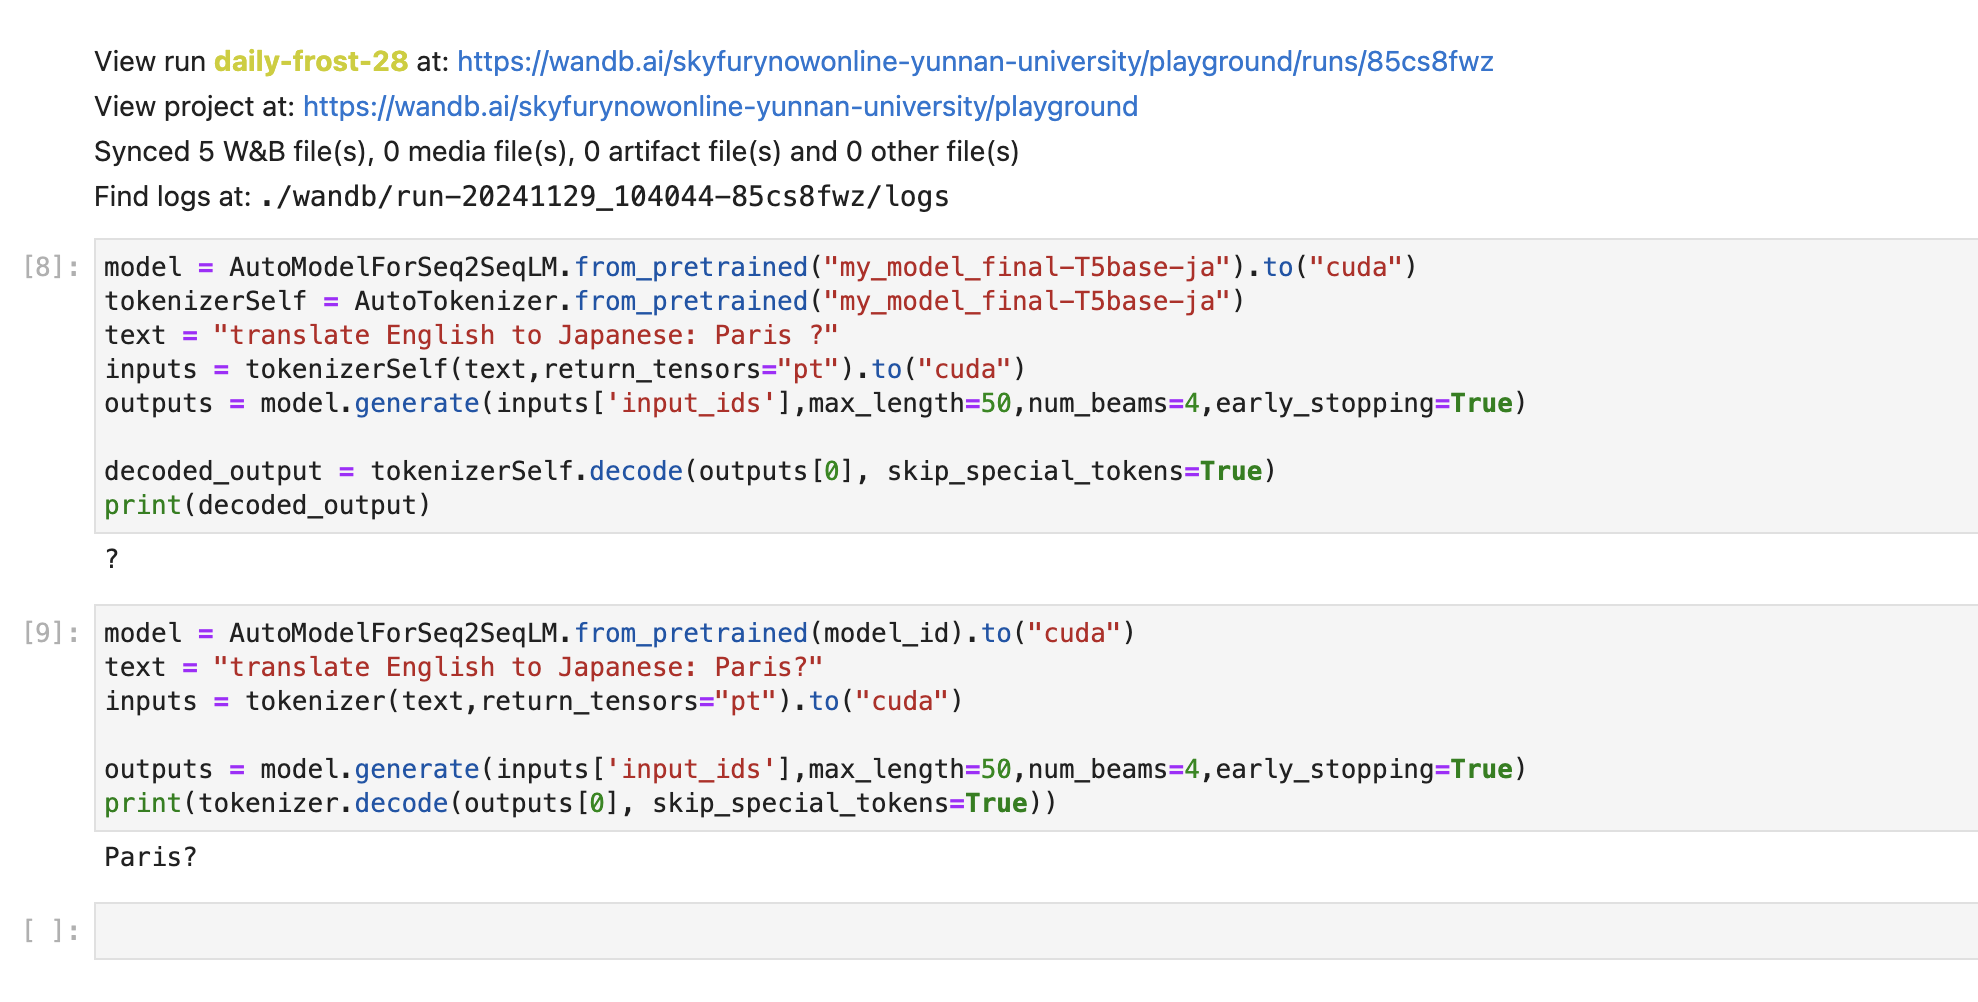 View run daily-frost-28 at: https://wandb.ai/skyfurynowonline-yunnan-university/playground/runs/85cs8fwz
View project at: https://wandb.ai/skyfurynowonline-yunnan-university/playground
Synced 5 W&B file(s), 0 media file(s), 0 artifact file(s) and 0 other file(s)
Find logs at: ./wandb/run-20241129_104044-85cs8fwz/logs
[8]: model = AutoModelForSeq2SeqLM.from_pretrained("my_model_final-T5base-ja").to("cuda")
tokenizerSelf = AutoTokenizer.from_pretrained("my_model_final-T5base-ja")
text = "translate English to Japanese: Paris ?"
inputs = tokenizerSelf(text,return_tensors="pt").to("cuda")
outputs = model.generate(inputs['input_ids'],max_length=50,num_beams=4,early_stopping=True)
decoded_output = tokenizerSelf.decode(outputs[0], skip_special_tokens=True)
print(decoded_output)
?
[9]: model = AutoModelForSeq2SeqLM.from_pretrained(model_id).to("cuda")
text = "translate English to Japanese: Paris?"
inputs = tokenizer(text,return_tensors="pt").to("cuda")
outputs = model.generate(inputs['input_ids'],max_length=50,num_beams=4,early_stopping=True)
print(tokenizer.decode(outputs[0], skip_special_tokens=True))
Paris?
[ ]: